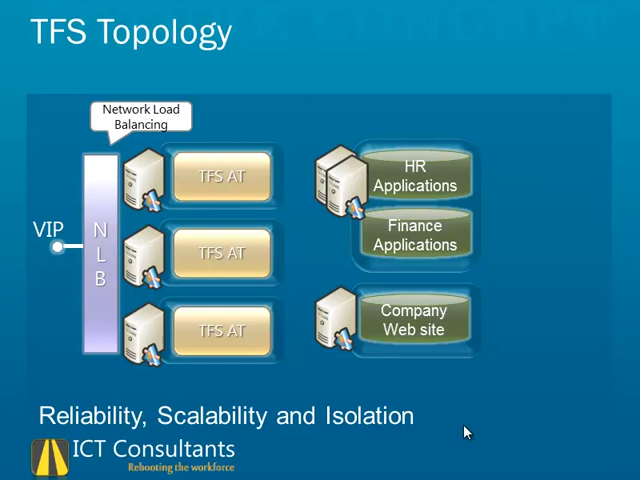 TFS Topology
Network Load
Balancing
VIP
N
L
B
TFS AT
TFS AT
TFS AT
HR
Applications
Finance
Applications
Company
Web site
Reliability, Scalability and Isolation
ICT Consultants
Rebooting the workforce